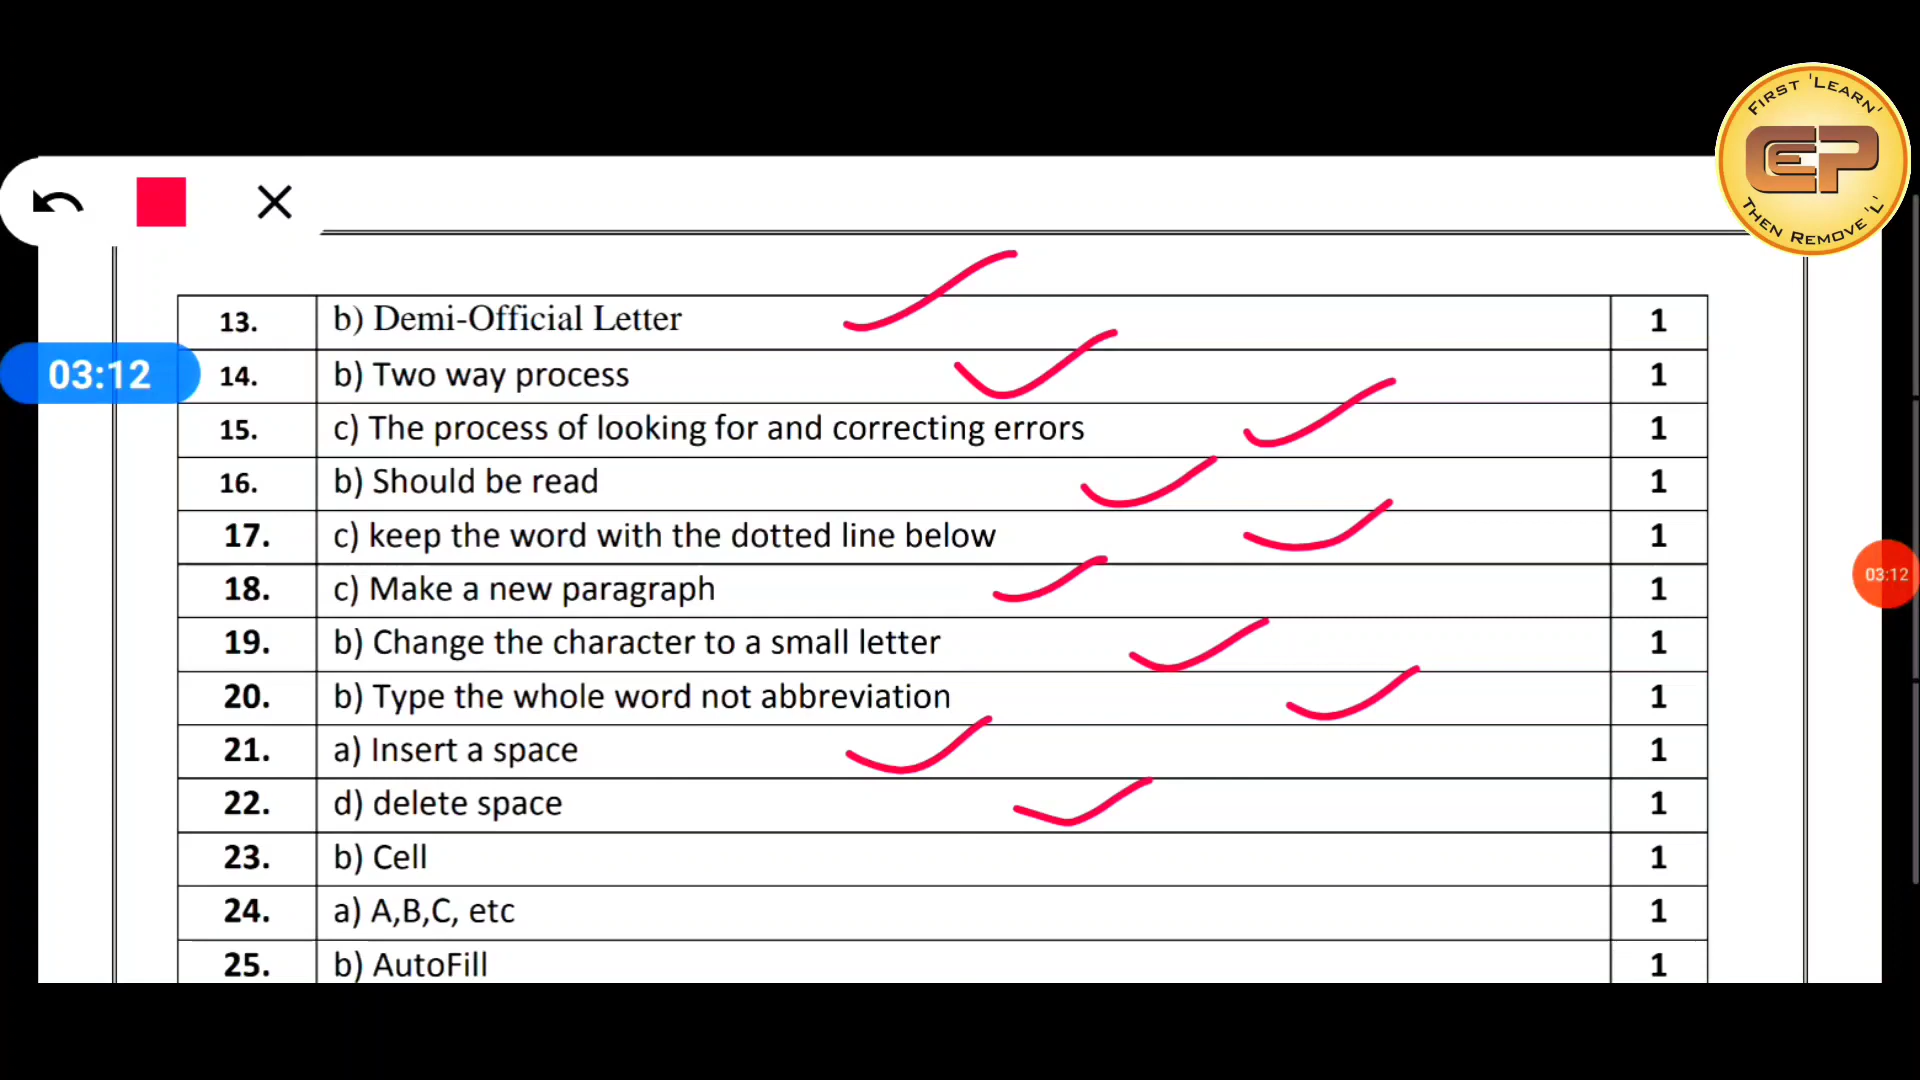 FIRST 'LEARN'
EP
THEN REMOVE 'L'
13. b) Demi-Official Letter 1
03:12
14. b) Two way process 1
15. c) The process of looking for and correcting errors 1
16. b) Should be read 1
17. c) keep the word with the dotted line below 1
03:12
18. c) Make a new paragraph 1
19. b) Change the character to a small letter 1
20. b) Type the whole word not abbreviation 1
21. a) Insert a space 1
22. d) delete space 1
23. b) Cell 1
24. a) A,B,C, etc 1
25. b) AutoFill 1